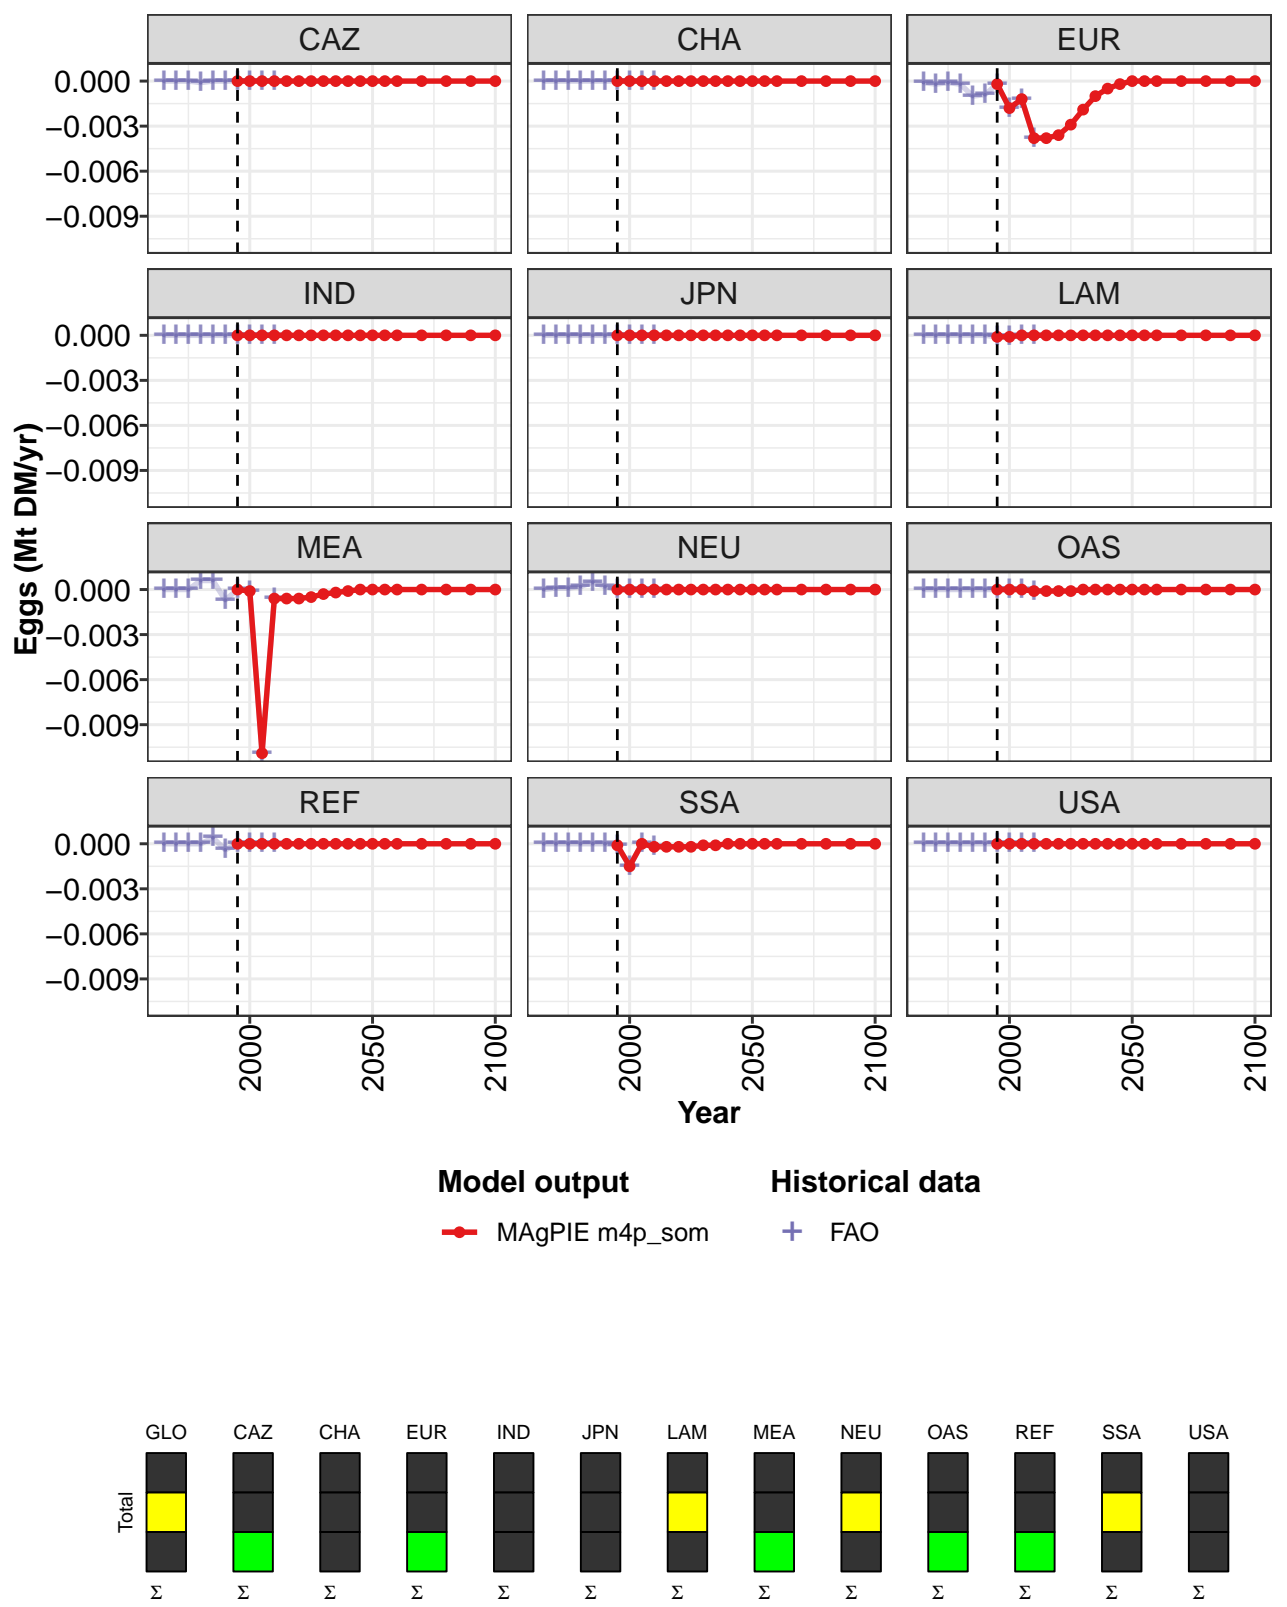 CAZ CHA EUR
0.000
−0.003
−0.006
−0.009
IND JPN LAM
0.000
−0.003
−0.006
−0.009
MEA NEU OAS
0.000
−0.003
−0.006
−0.009
REF SSA USA
0.000
−0.003
−0.006
−0.009
Eggs (Mt DM/yr)
2000 2050 2100 2000 2050 2100 2000 2050 2100
Year
Model output Historical data
MAgPIE m4p_som FAO
GLO CAZ CHA EUR IND JPN LAM MEA NEU OAS REF SSA USA
Total
Σ Σ Σ Σ Σ Σ Σ Σ Σ Σ Σ Σ Σ